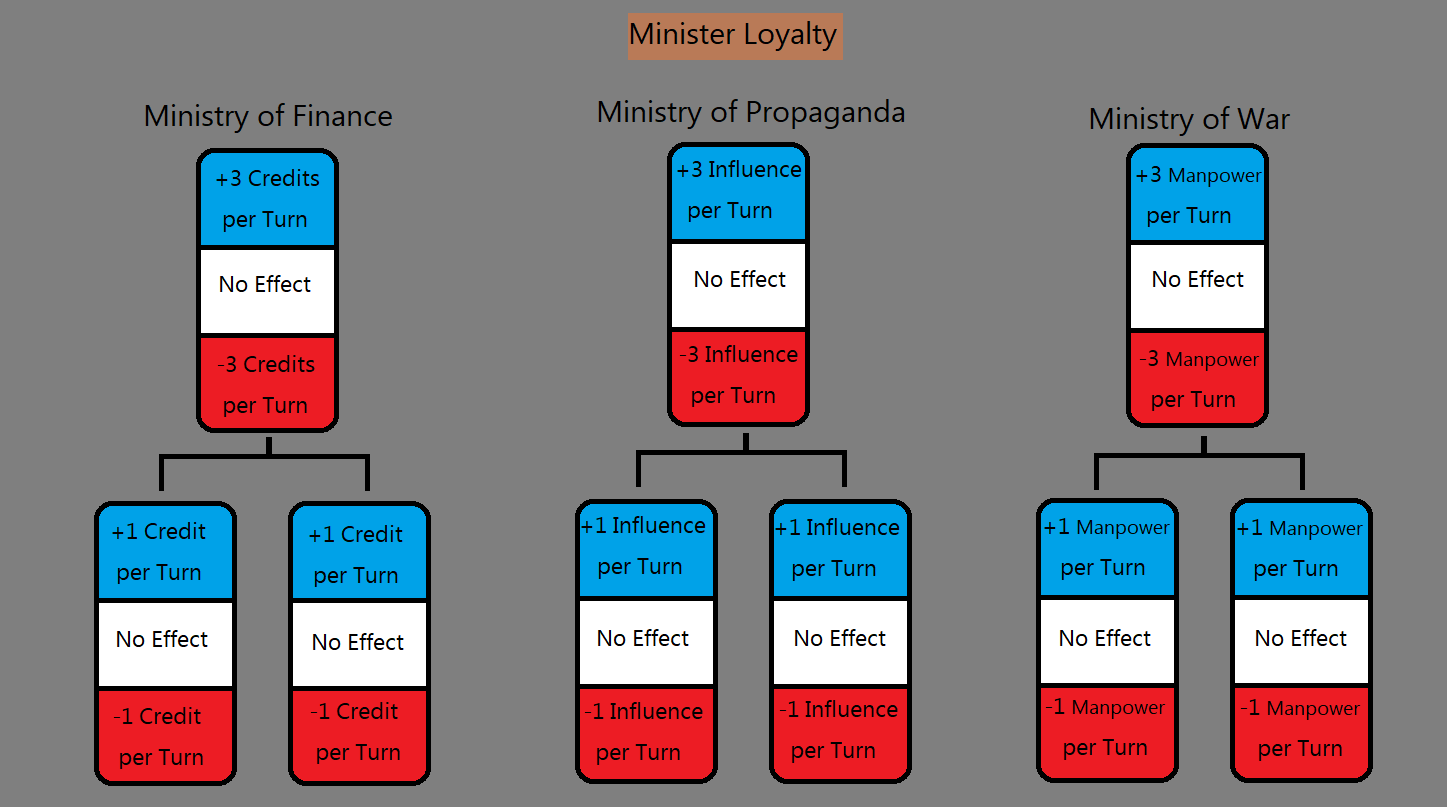 Minister Loyalty
Ministry of Finance
+3 Credits
per Turn
No Effect
-3 Credits
per Turn
+1 Credit
per Turn
No Effect
-1 Credit
per Turn
+1 Credit
per Turn
No Effect
-1 Credit
per Turn
Ministry of Propaganda
+3 Influence
per Turn
No Effect
-3 Influence
per Turn
+1 Influence
per Turn
No Effect
-1 Influence
per Turn
+1 Influence
per Turn
No Effect
-1 Influence
per Turn
Ministry of War
+3 Manpower
per Turn
No Effect
-3 Manpower
per Turn
+1 Manpower
per Turn
No Effect
-1 Manpower
per Turn
+1 Manpower
per Turn
No Effect
-1 Manpower
per Turn